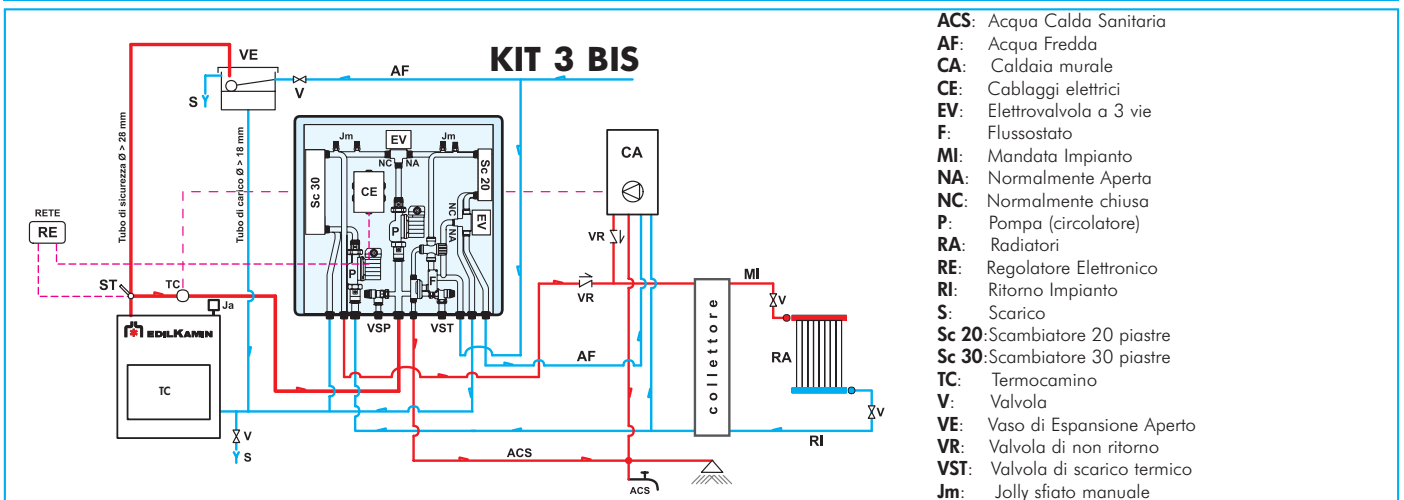 KIT 3 BIS
VE
AF
V
S
Tubo di sicurezza Ø > 28 mm
Tubo di carico Ø > 18 mm
Jm
EV
Jm
NC
NA
Sc 30
CE
Sc 20
NC
EV
NA
P
P
F
CA
RETE
RE
VR
ST
TC
Ja
VSP
VST
VR
MI
V
EDILKAMIN
TC
AF
collettore
RA
V
V
S
RI
ACS
ACS
ACS: Acqua Calda Sanitaria
AF: Acqua Fredda
CA: Caldaia murale
CE: Cablaggi elettrici
EV: Elettrovalvola a 3 vie
F: Flussostato
MI: Mandata Impianto
NA: Normalmente Aperta
NC: Normalmente chiusa
P: Pompa (circolatore)
RA: Radiatori
RE: Regolatore Elettronico
RI: Ritorno Impianto
S: Scarico
Sc 20:Scambiatore 20 piastre
Sc 30:Scambiatore 30 piastre
TC: Termocamino
V: Valvola
VE: Vaso di Espansione Aperto
VR: Valvola di non ritorno
VST: Valvola di scarico termico
Jm: Jolly sfiato manuale